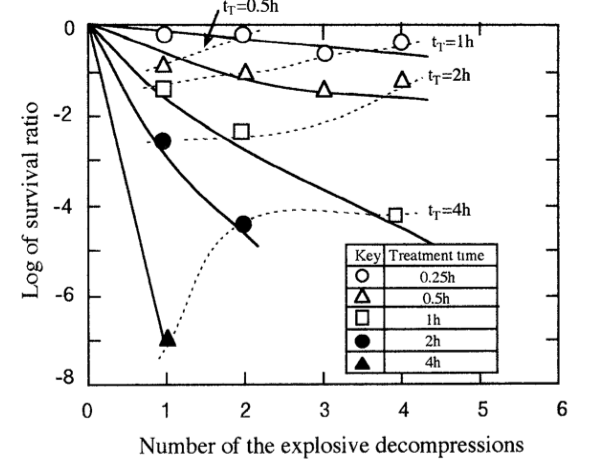 t_T=0.5h
0
t_T=1h
t_T=2h
-2
-4
t_T=4h
-6
-8
Log of survival ratio
Key Treatment time
0.25h
0.5h
1h
2h
4h
0 1 2 3 4 5 6
Number of the explosive decompressions